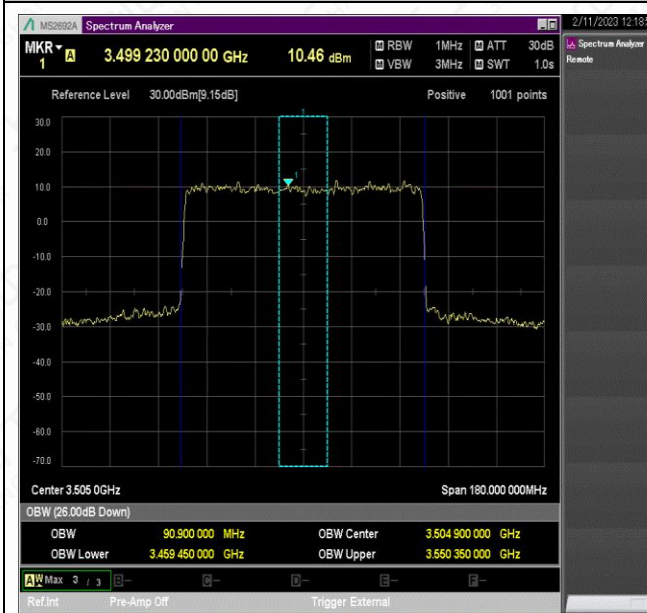 MS2692A Spectrum Analyzer
2/11/2023 12:18:5
MKR A 3.499 230 000 00 GHz 10.46 dBm M RBW 1MHz M ATT 30dB
1 M VBW 3MHz M SWT 1.0s
Spectrum Analyzer
Remote
Reference Level 30.00dBm[9.15dB] Positive 1001 points
1
30.0
20.0
1
10.0
0.0
-10.0
-20.0
-30.0
-40.0
-50.0
-60.0
-70.0
Center 3.505 0GHz Span 180.000 000MHz
OBW (26.00dB Down)
OBW 90.900 000 MHz OBW Center 3.504 900 000 GHz
OBW Lower 3.459 450 000 GHz OBW Upper 3.550 350 000 GHz
A W Max 3 / 3 B- C- D- E- F-
Ref.Int Pre-Amp Off Trigger External